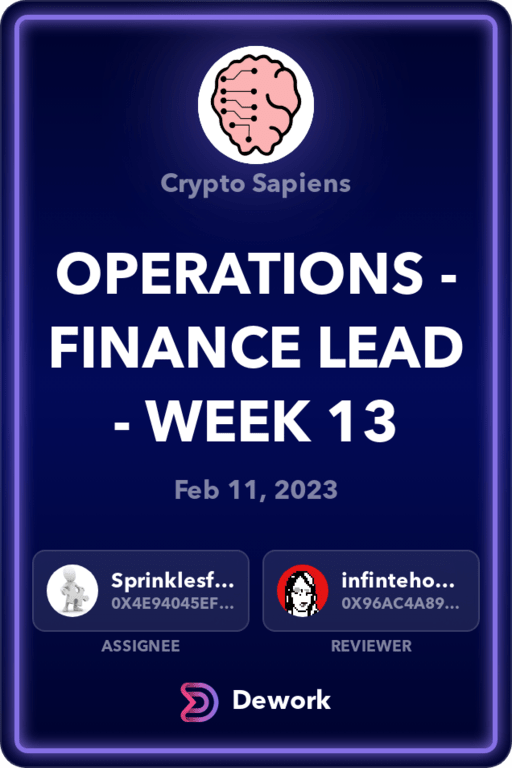 Crypto Sapiens
OPERATIONS -
FINANCE LEAD
- WEEK 13
Feb 11, 2023
Sprinklesf...
0X4E94045EF...
ASSIGNEE
infinteho...
0X96AC4A89...
REVIEWER
Dework